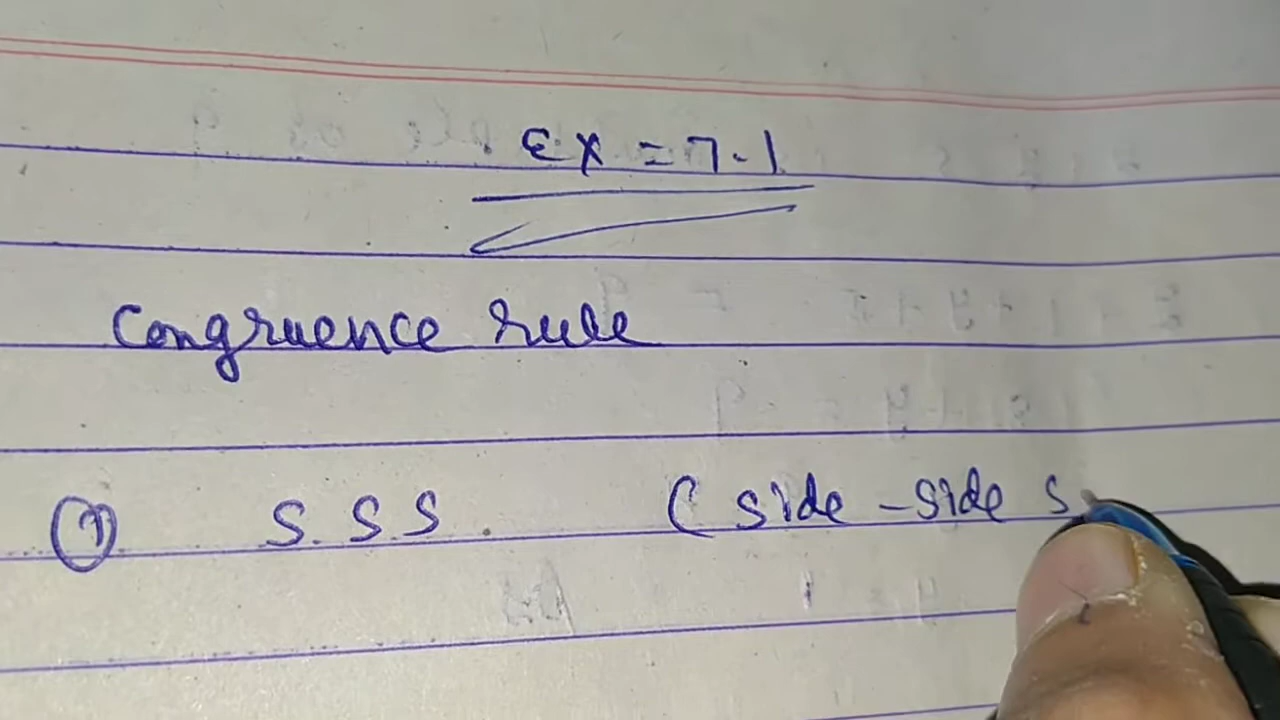 Ex = 7.1
Congruence rule
① S.S.S. (side - side s